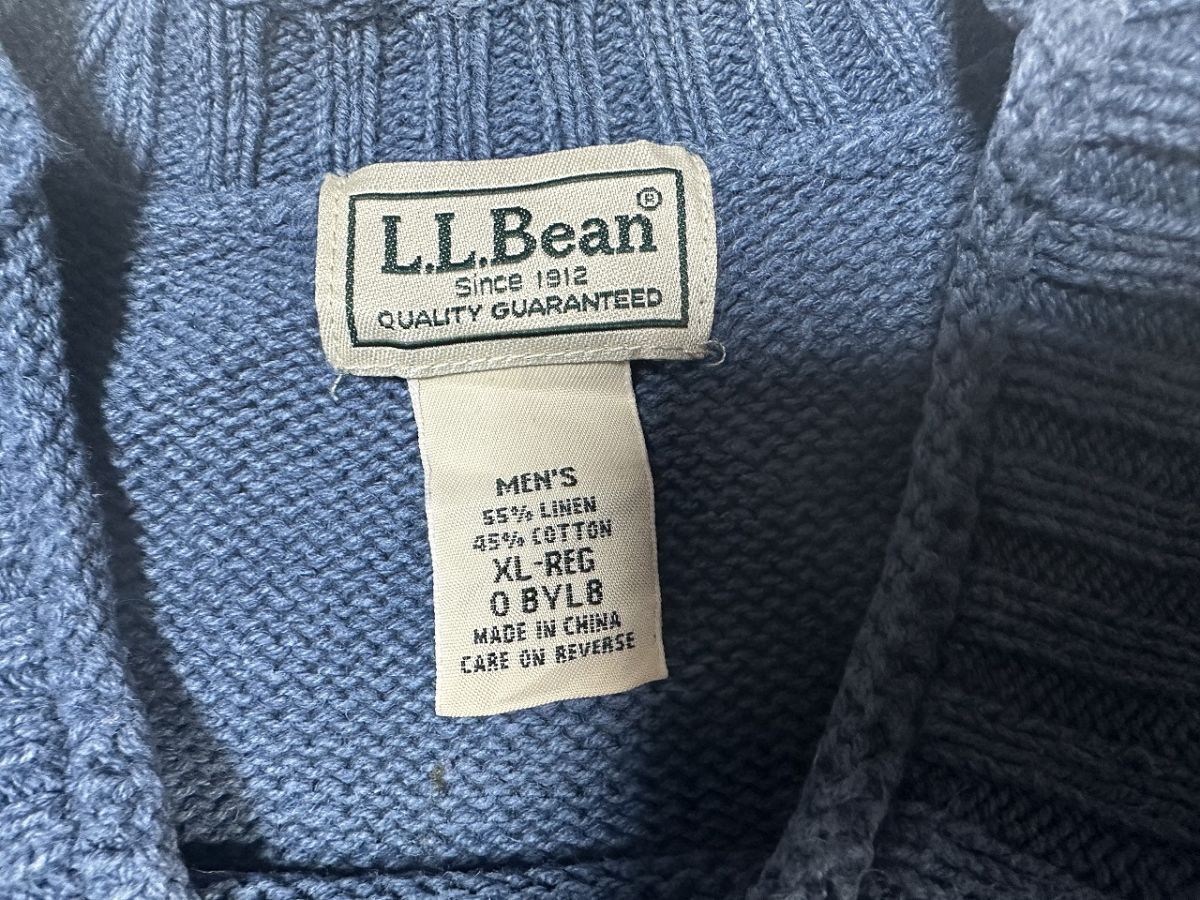 L.L.Bean®
Since 1912
QUALITY GUARANTEED
MEN'S
55% LINEN
45% COTTON
XL-REG
0 BYL8
MADE IN CHINA
CARE ON REVERSE